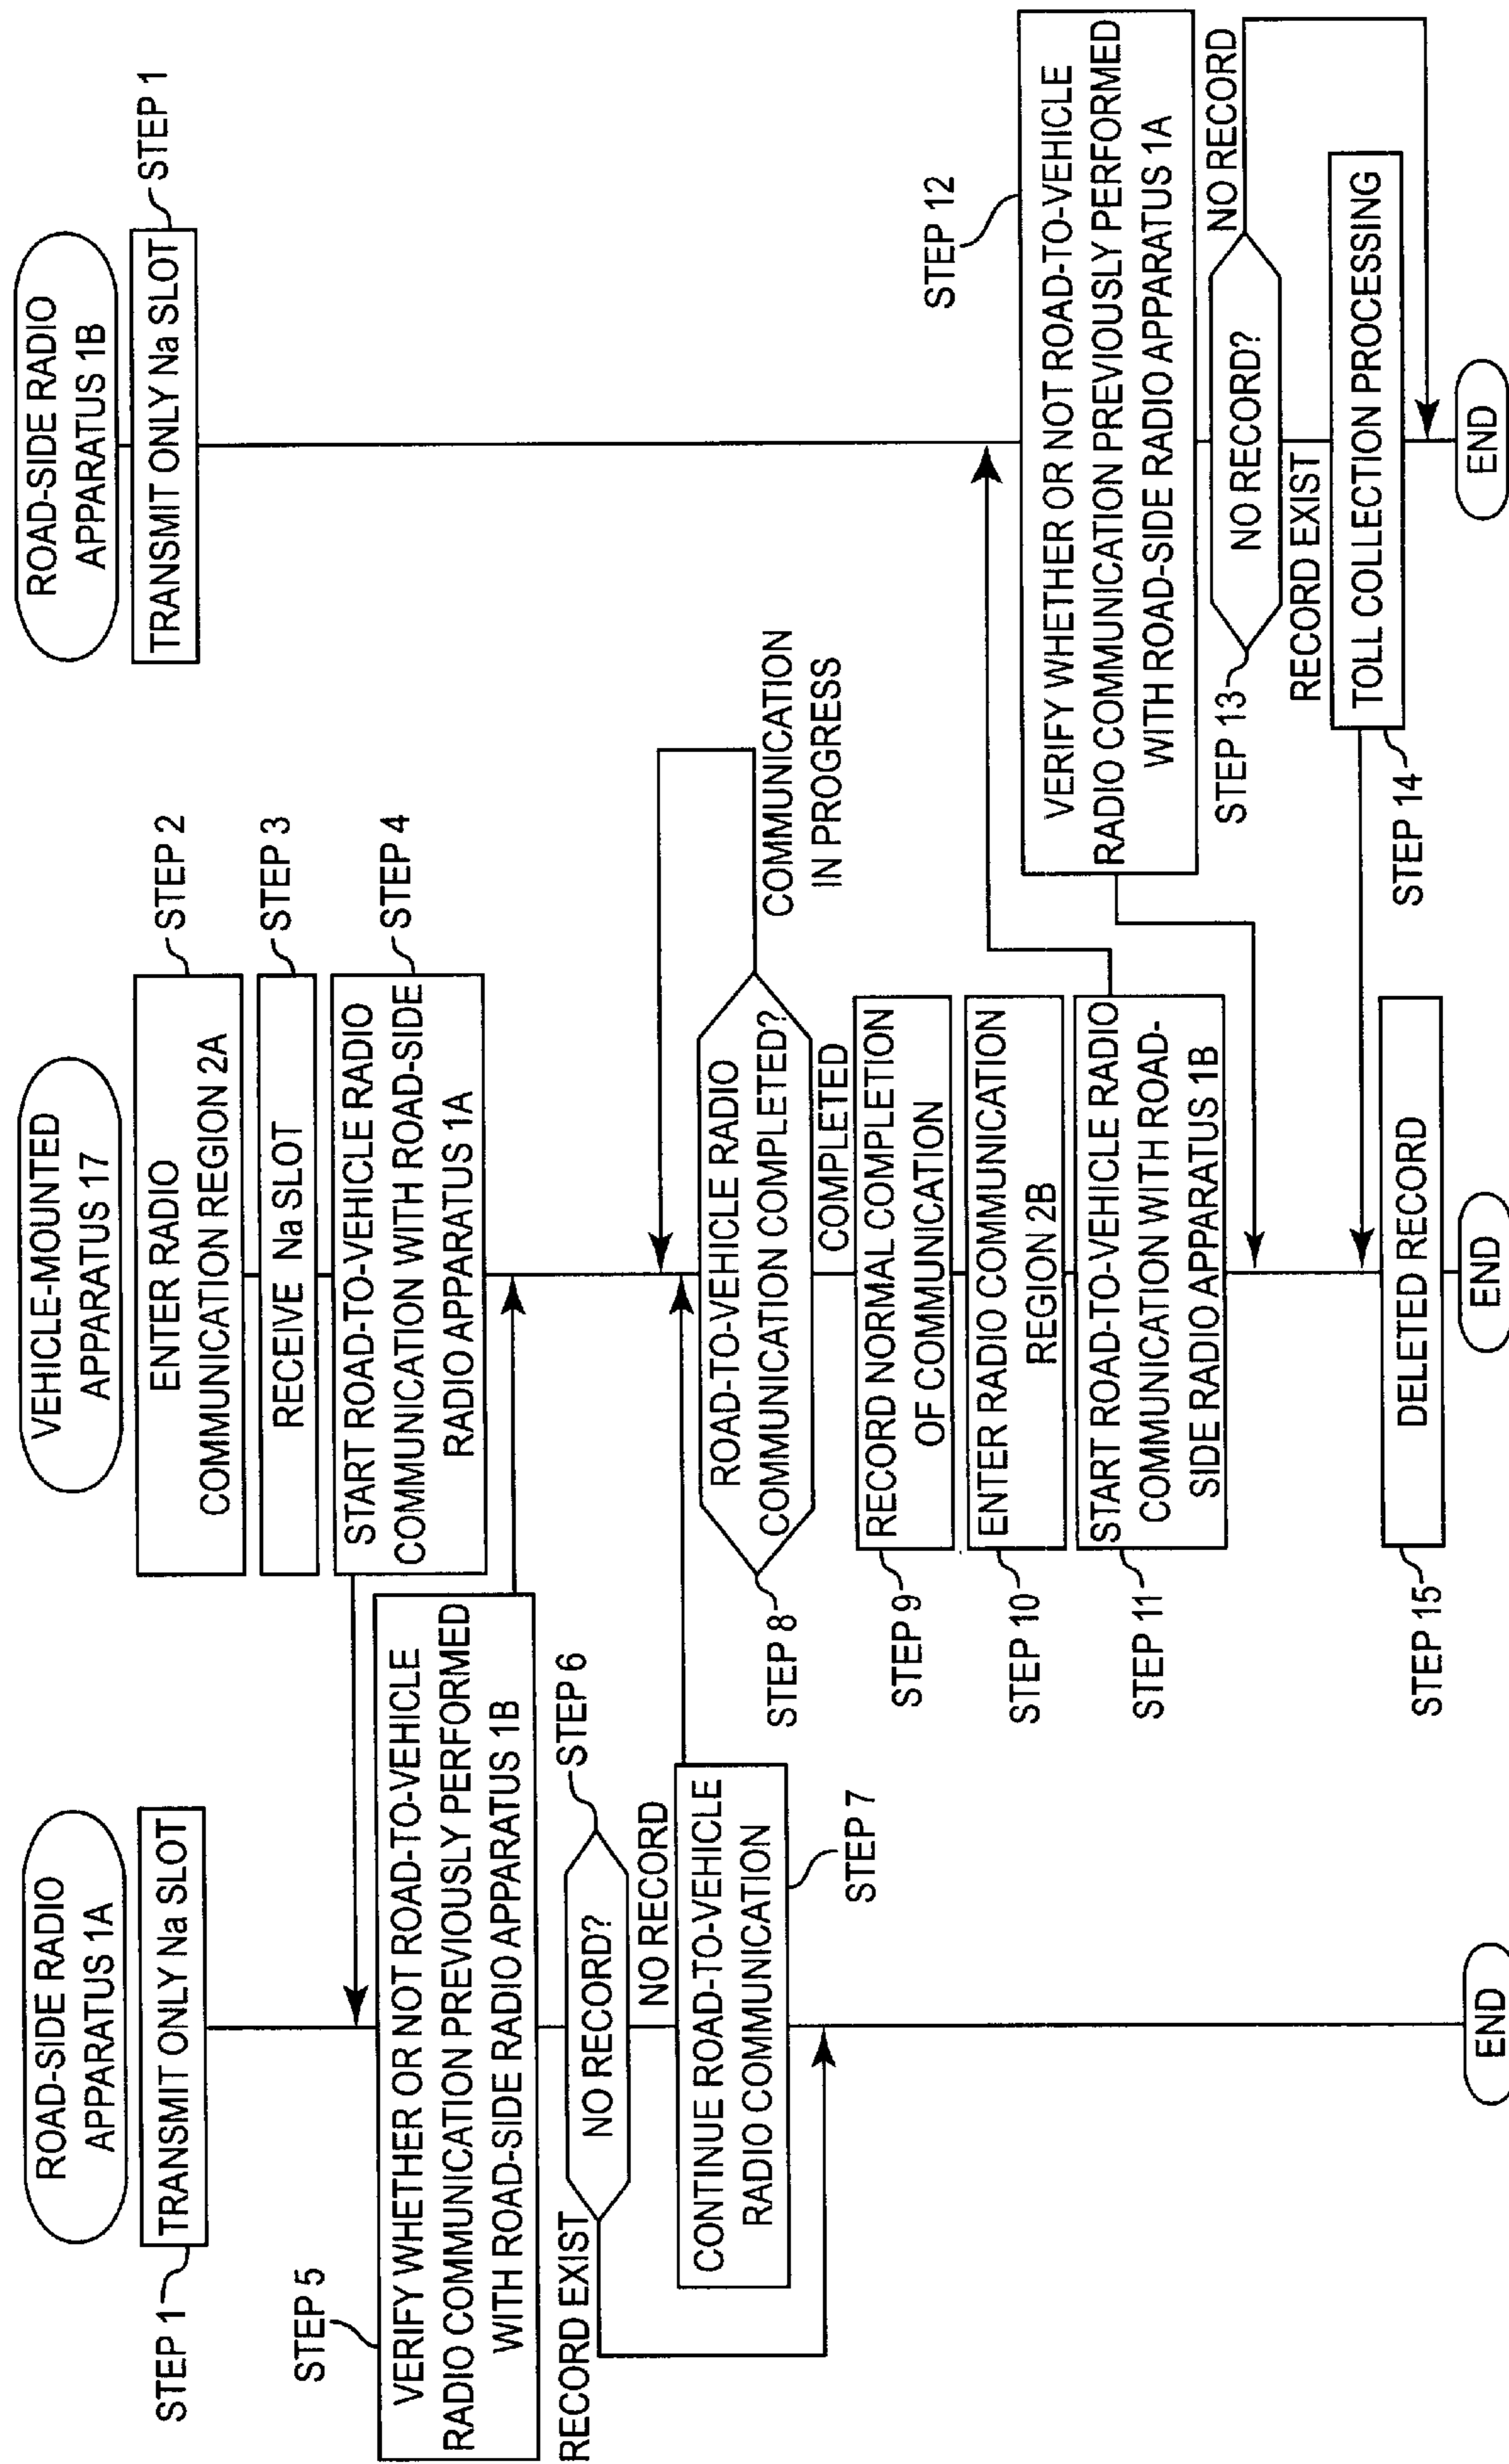 ROAD-SIDE RADIO
APPARATUS 1A
STEP 1
TRANSMIT ONLY Na SLOT
STEP 5
VERIFY WHETHER OR NOT ROAD-TO-VEHICLE
RADIO COMMUNICATION PREVIOUSLY PERFORMED
WITH ROAD-SIDE RADIO APPARATUS 1B
STEP 6
NO RECORD?
RECORD EXIST
NO RECORD
CONTINUE ROAD-TO-VEHICLE
RADIO COMMUNICATION
STEP 7
END
VEHICLE-MOUNTED
APPARATUS 17
ENTER RADIO
COMMUNICATION REGION 2A
STEP 2
RECEIVE Na SLOT
STEP 3
START ROAD-TO-VEHICLE RADIO
COMMUNICATION WITH ROAD-SIDE
RADIO APPARATUS 1A
STEP 4
ROAD-TO-VEHICLE RADIO
COMMUNICATION COMPLETED?
STEP 8
COMMUNICATION
IN PROGRESS
COMPLETED
RECORD NORMAL COMPLETION
OF COMMUNICATION
STEP 9
ENTER RADIO COMMUNICATION
REGION 2B
STEP 10
START ROAD-TO-VEHICLE RADIO
COMMUNICATION WITH ROAD-
SIDE RADIO APPARATUS 1B
STEP 11
DELETED RECORD
STEP 15
END
ROAD-SIDE RADIO
APPARATUS 1B
TRANSMIT ONLY Na SLOT
STEP 1
STEP 12
VERIFY WHETHER OR NOT ROAD-TO-VEHICLE
RADIO COMMUNICATION PREVIOUSLY PERFORMED
WITH ROAD-SIDE RADIO APPARATUS 1A
STEP 13
NO RECORD?
NO RECORD
RECORD EXIST
TOLL COLLECTION PROCESSING
STEP 14
END